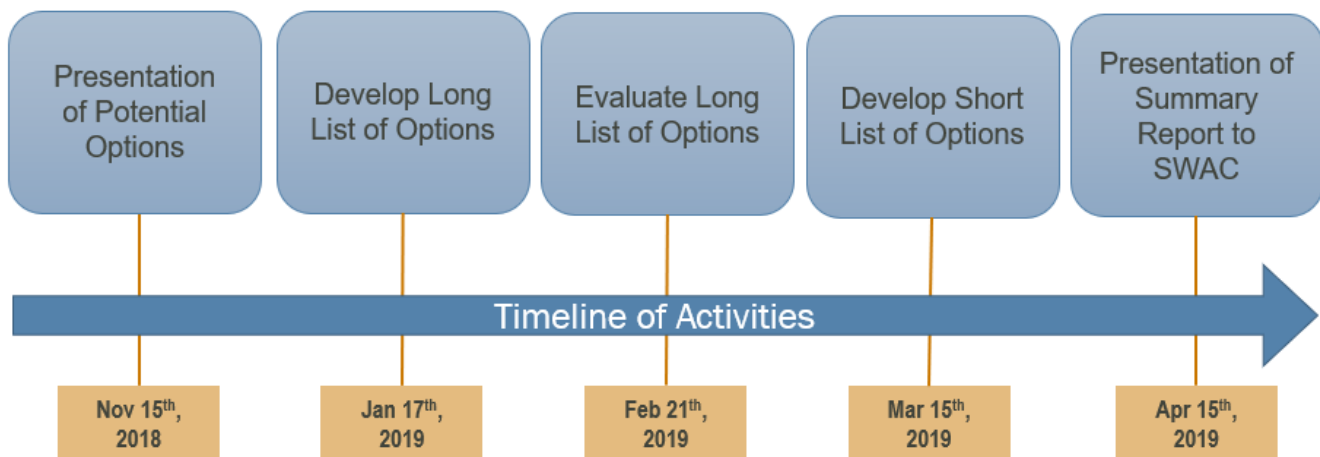 Presentation
of Potential
Options
Develop Long
List of Options
Evaluate Long
List of Options
Develop Short
List of Options
Presentation of
Summary
Report to
SWAC
Timeline of Activities
Nov 15th,
2018
Jan 17th,
2019
Feb 21th,
2019
Mar 15th,
2019
Apr 15th,
2019